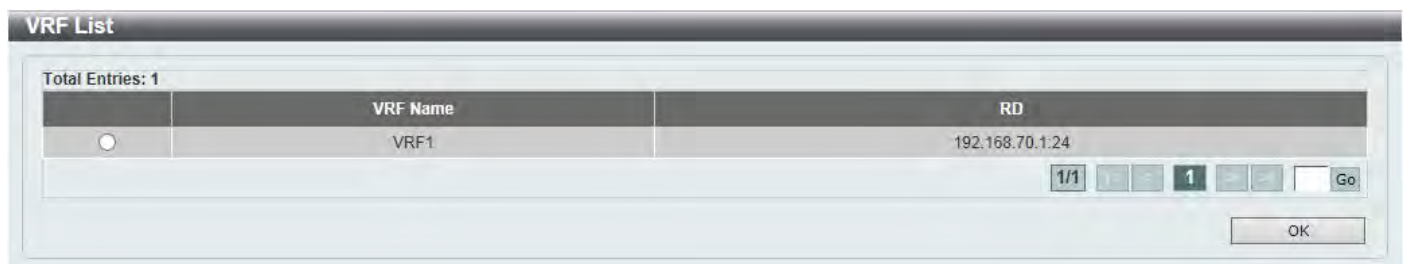 VRF List
Total Entries: 1
VRF Name RD
VRF1 192.168.70.1:24
1/1 |< < 1 > >| Go
OK